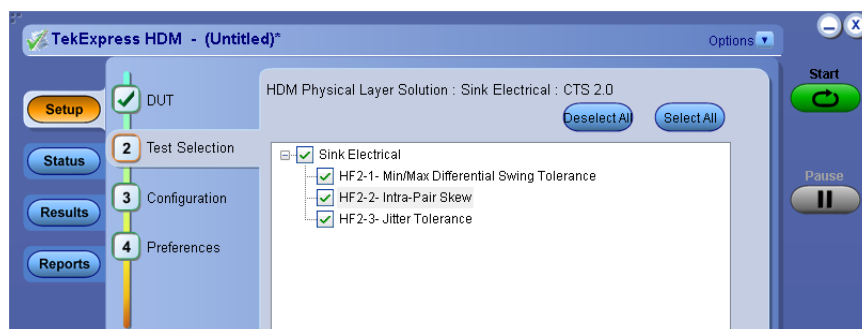 TekExpress HDM - (Untitled)*
Options
Start
Setup
Status
Results
Reports
DUT
2 Test Selection
3 Configuration
4 Preferences
HDM Physical Layer Solution : Sink Electrical : CTS 2.0
Deselect All
Select All
Sink Electrical
HF2-1- Min/Max Differential Swing Tolerance
HF2-2- Intra-Pair Skew
HF2-3- Jitter Tolerance
Pause